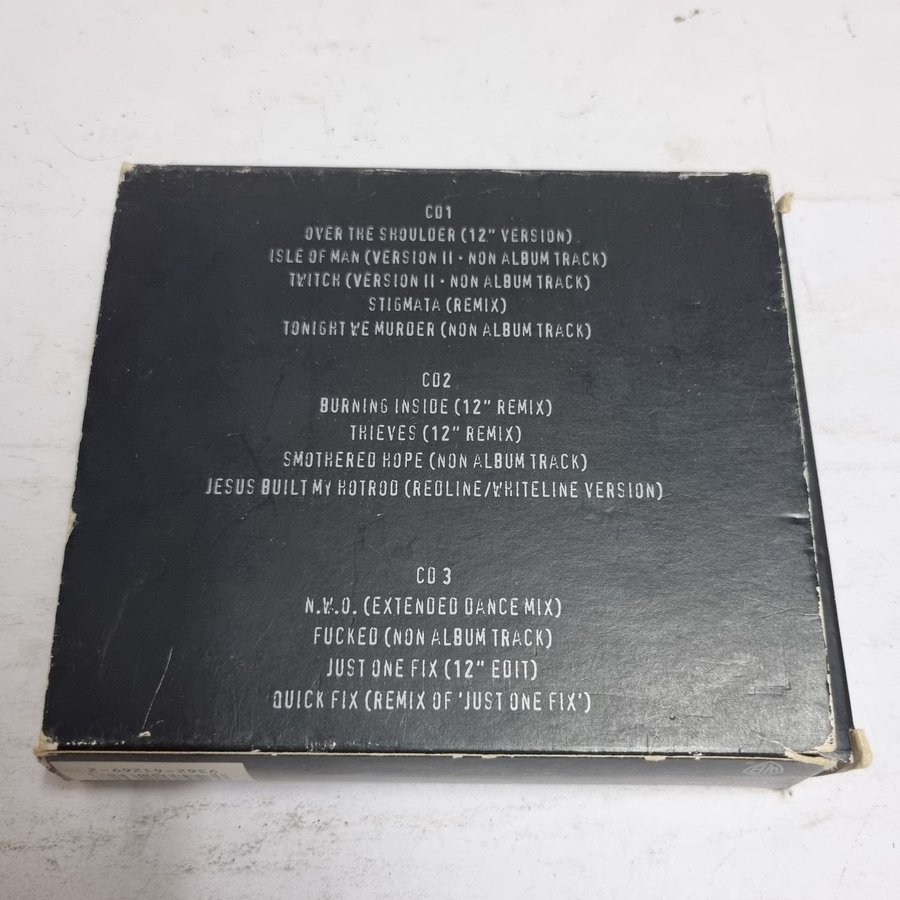 CD1
OVER THE SHOULDER (12" VERSION)
ISLE OF MAN (VERSION II • NON ALBUM TRACK)
TWITCH (VERSION II • NON ALBUM TRACK)
STIGMATA (REMIX)
TONIGHT WE MURDER (NON ALBUM TRACK)
CD2
BURNING INSIDE (12" REMIX)
THIEVES (12" REMIX)
SMOTHERED HOPE (NON ALBUM TRACK)
JESUS BUILT MY HOTROD (REDLINE/WHITELINE VERSION)
CD 3
N.W.O. (EXTENDED DANCE MIX)
FUCKED (NON ALBUM TRACK)
JUST ONE FIX (12" EDIT)
QUICK FIX (REMIX OF 'JUST ONE FIX')